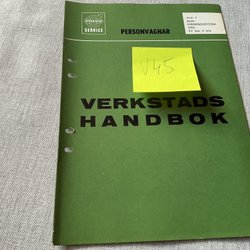 VOLVO
SERVICE
PERSONVAGNAR
V45
VERKSTADS
HANDBOK